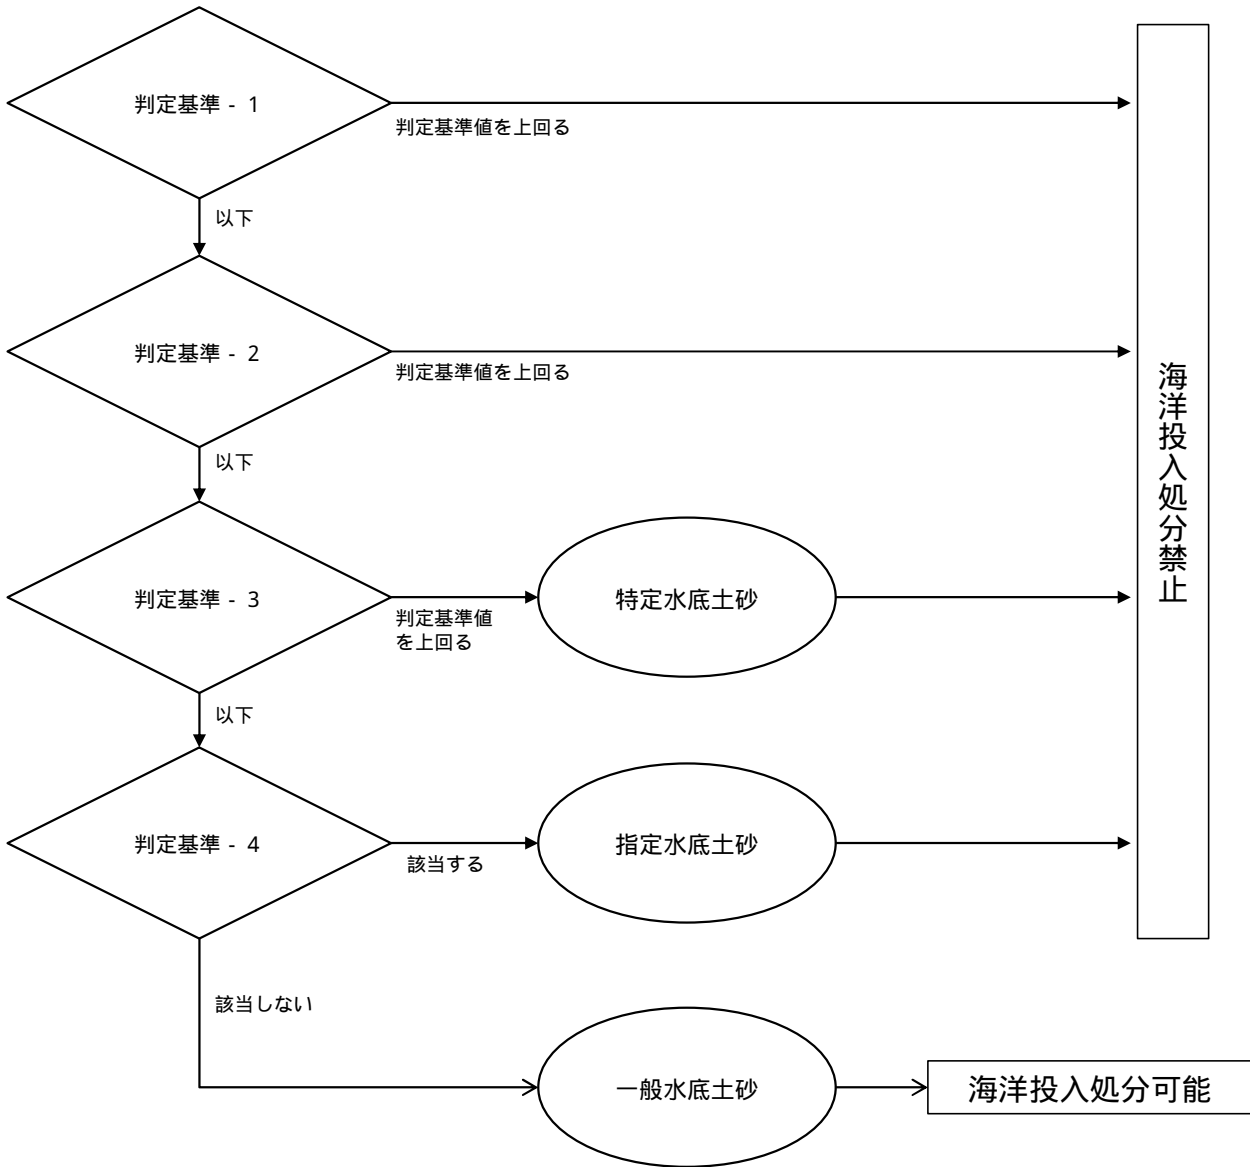 判定基準 - 1
判定基準値を上回る
以下
判定基準 - 2
判定基準値を上回る
以下
判定基準 - 3
判定基準値
を上回る
特定水底土砂
以下
判定基準 - 4
該当する
指定水底土砂
海洋投入処分禁止
該当しない
一般水底土砂
海洋投入処分可能